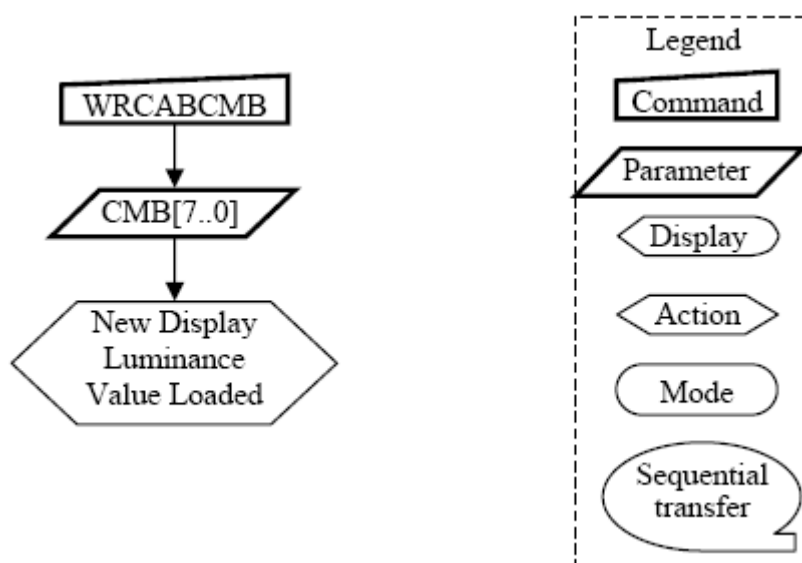 WRCABCMB
CMB[7..0]
New Display
Luminance
Value Loaded
Legend
Command
Parameter
Display
Action
Mode
Sequential
transfer